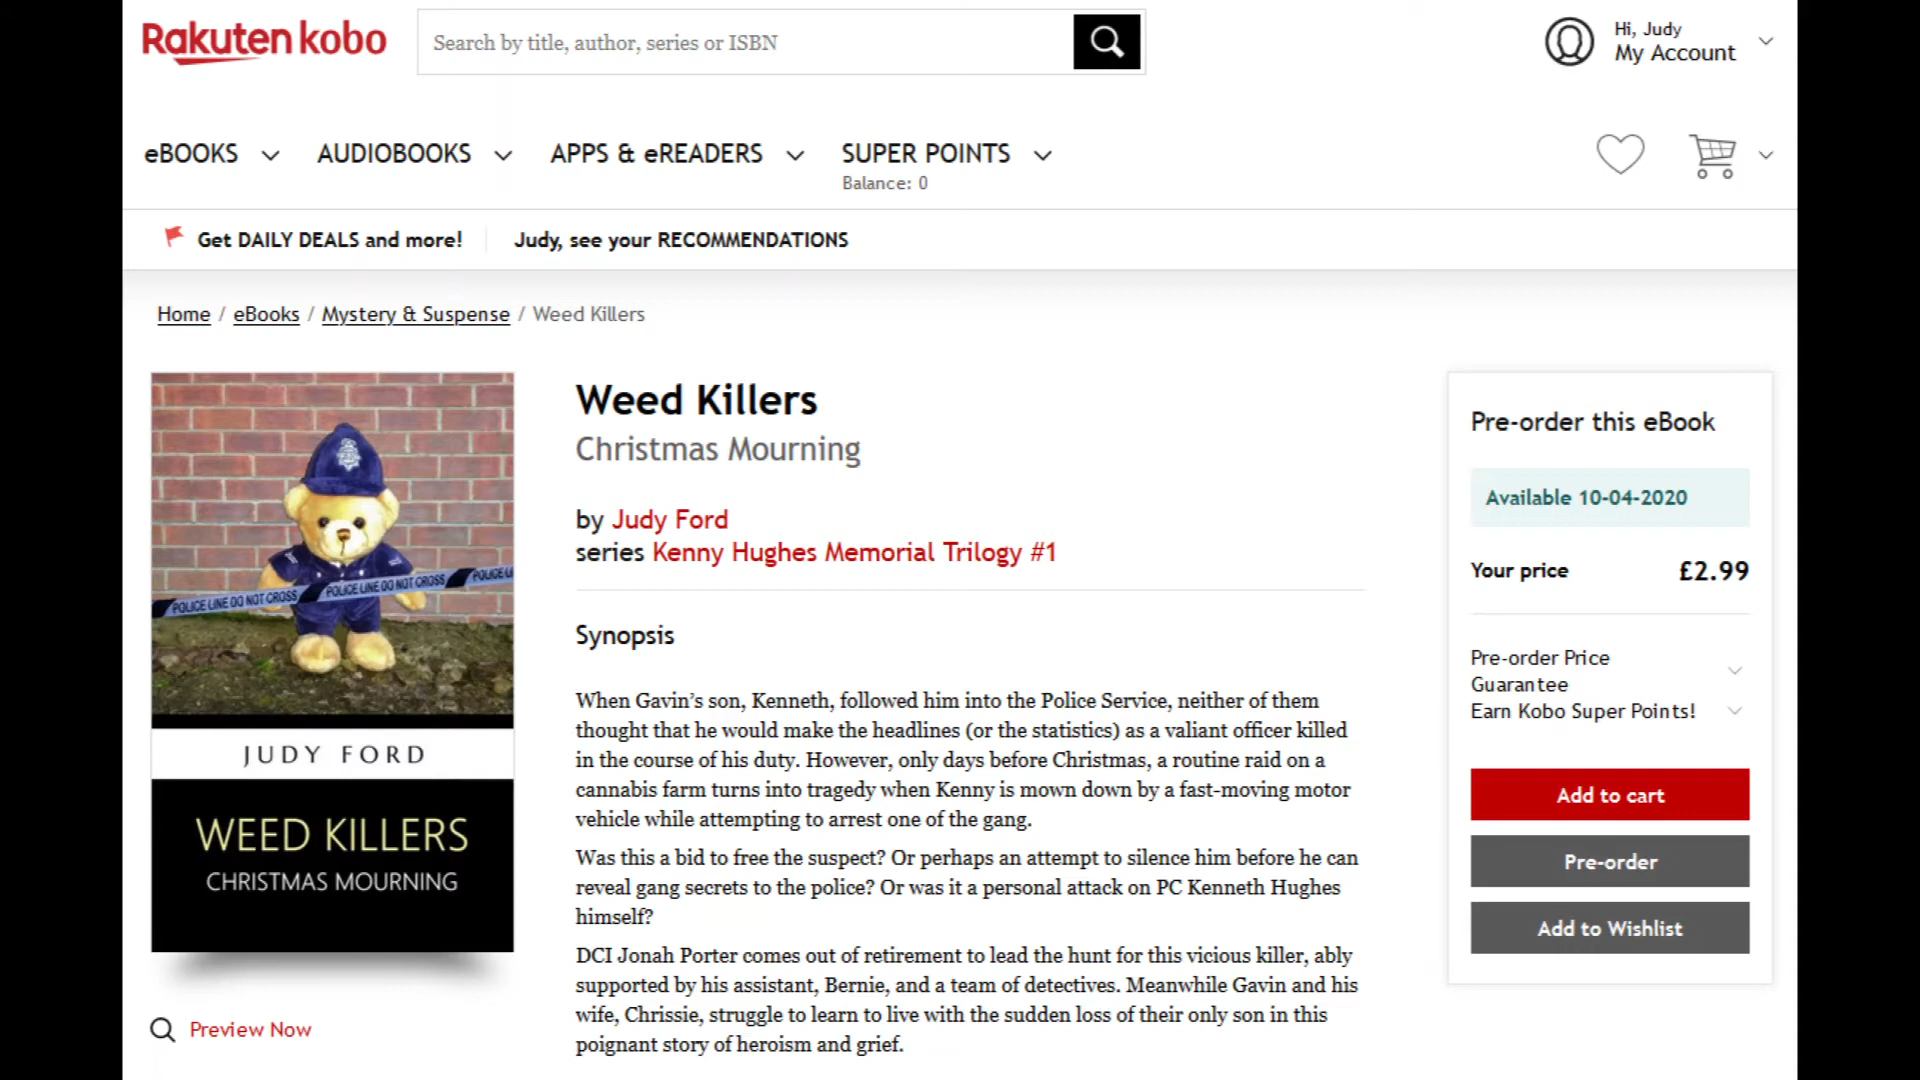 Rakuten kobo
Search by title, author, series or ISBN
Hi, Judy
My Account
eBOOKS
AUDIOBOOKS
APPS & eREADERS
SUPER POINTS
Balance: 0
Get DAILY DEALS and more!
Judy, see your RECOMMENDATIONS
Home / eBooks / Mystery & Suspense / Weed Killers
POLICE LINE DO NOT CROSS POLICE LINE DO NOT CROSS POLICE LI
JUDY FORD
WEED KILLERS
CHRISTMAS MOURNING
Preview Now
Weed Killers
Christmas Mourning
by Judy Ford
series Kenny Hughes Memorial Trilogy #1
Synopsis
When Gavin’s son, Kenneth, followed him into the Police Service, neither of them
thought that he would make the headlines (or the statistics) as a valiant officer killed
in the course of his duty. However, only days before Christmas, a routine raid on a
cannabis farm turns into tragedy when Kenny is mown down by a fast-moving motor
vehicle while attempting to arrest one of the gang.
Was this a bid to free the suspect? Or perhaps an attempt to silence him before he can
reveal gang secrets to the police? Or was it a personal attack on PC Kenneth Hughes
himself?
DCI Jonah Porter comes out of retirement to lead the hunt for this vicious killer, ably
supported by his assistant, Bernie, and a team of detectives. Meanwhile Gavin and his
wife, Chrissie, struggle to learn to live with the sudden loss of their only son in this
poignant story of heroism and grief.
Pre-order this eBook
Available 10-04-2020
Your price £2.99
Pre-order Price
Guarantee
Earn Kobo Super Points!
Add to cart
Pre-order
Add to Wishlist